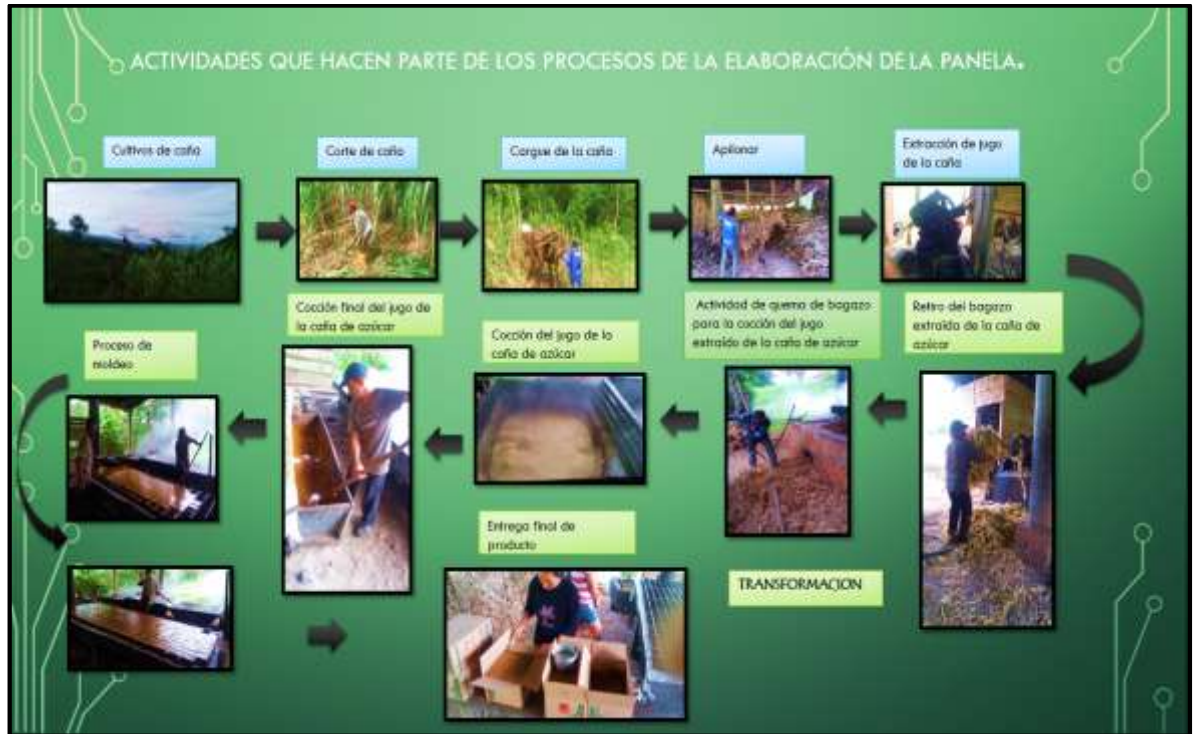 ACTIVIDADES QUE HACEN PARTE DE LOS PROCESOS DE LA ELABORACIÓN DE LA PANELA.
Cultivos de caña
Corte de caña
Cargue de la caña
Apilonar
Extracción de jugo
de la caña
Retiro del bagazo
extraída de la caña de
azúcar
Actividad de quema de bagazo
para la cocción del jugo
extraído de la caña de azúcar
Cocción del jugo de la
caña de azúcar
Cocción final del jugo de
la caña de azúcar
Proceso de
moldeo
Entrega final de
producto
TRANSFORMACION